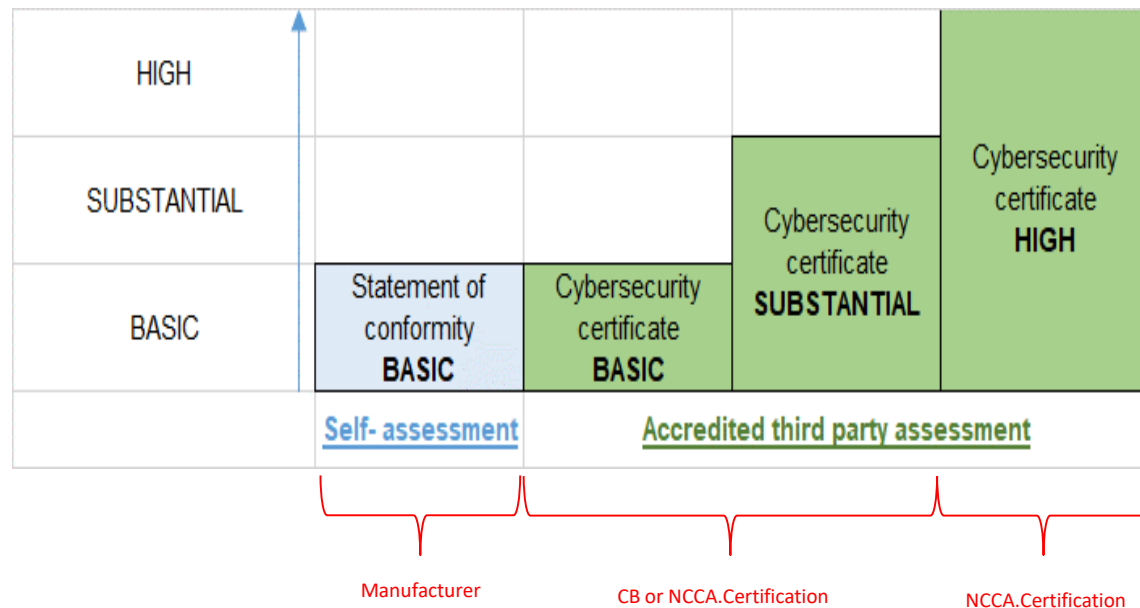 HIGH
SUBSTANTIAL
BASIC
Statement of
conformity
BASIC
Cybersecurity
certificate
BASIC
Cybersecurity
certificate
SUBSTANTIAL
Cybersecurity
certificate
HIGH
Self- assessment
Accredited third party assessment
Manufacturer
CB or NCCA.Certification
NCCA.Certification